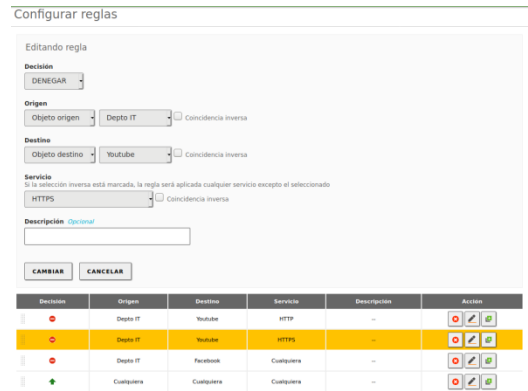 Configurar reglas
Editando regla
Decisión
DENEGAR
Origen
Objeto origen Depto IT Coincidencia inversa
Destino
Objeto destino Youtube Coincidencia inversa
Servicio
Si la selección inversa está marcada, la regla será aplicada cualquier servicio excepto el seleccionado
HTTPS Coincidencia inversa
Descripción Opcional
CAMBIAR CANCELAR
Decisión Origen Destino Servicio Descripción Acción
Depto IT Youtube HTTP --
Depto IT Youtube HTTPS --
Depto IT Facebook Cualquiera --
Cualquiera Cualquiera Cualquiera --